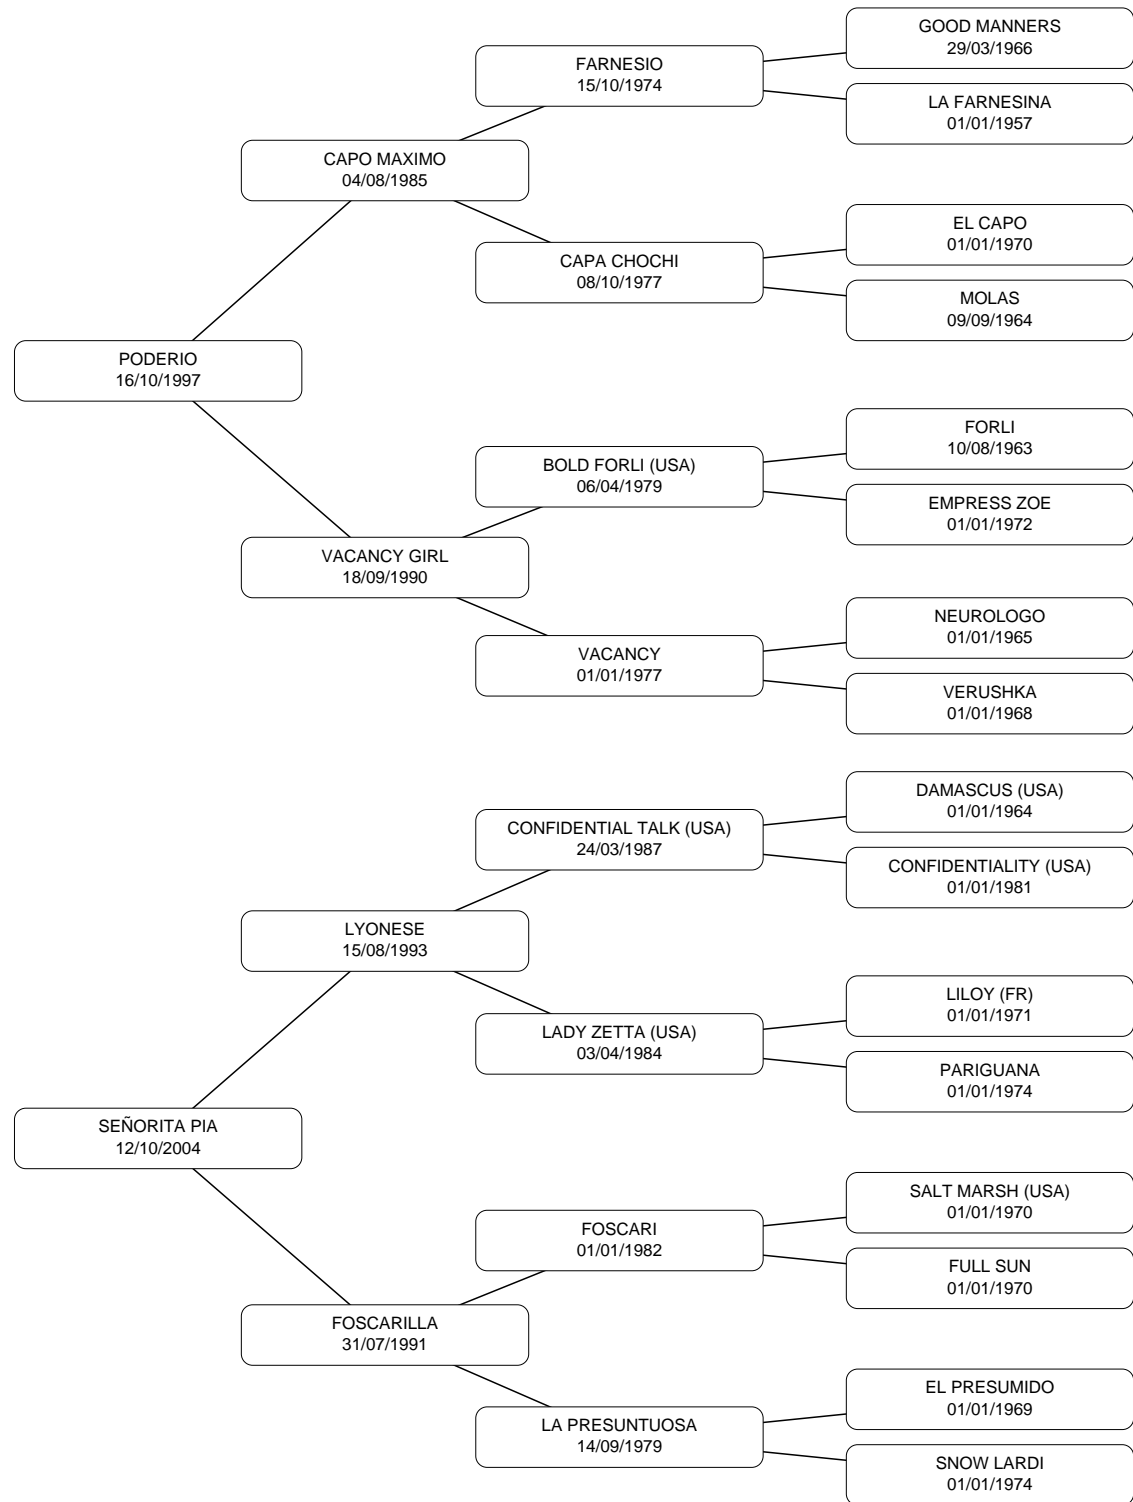 GOOD MANNERS
29/03/1966
FARNESIO
15/10/1974
LA FARNESINA
01/01/1957
CAPO MAXIMO
04/08/1985
EL CAPO
01/01/1970
CAPA CHOCHI
08/10/1977
MOLAS
09/09/1964
PODERIO
16/10/1997
FORLI
10/08/1963
BOLD FORLI (USA)
06/04/1979
EMPRESS ZOE
01/01/1972
VACANCY GIRL
18/09/1990
NEUROLOGO
01/01/1965
VACANCY
01/01/1977
VERUSHKA
01/01/1968
DAMASCUS (USA)
01/01/1964
CONFIDENTIAL TALK (USA)
24/03/1987
CONFIDENTIALITY (USA)
01/01/1981
LYONESE
15/08/1993
LILOY (FR)
01/01/1971
LADY ZETTA (USA)
03/04/1984
PARIGUANA
01/01/1974
SEÑORITA PIA
12/10/2004
SALT MARSH (USA)
01/01/1970
FOSCARI
01/01/1982
FULL SUN
01/01/1970
FOSCARILLA
31/07/1991
EL PRESUMIDO
01/01/1969
LA PRESUNTUOSA
14/09/1979
SNOW LARDI
01/01/1974